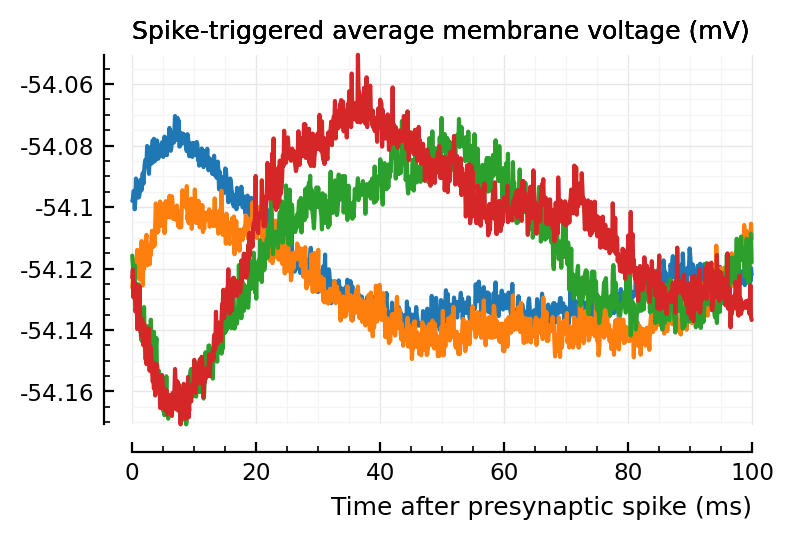 Spike-triggered average membrane voltage (mV)
-54.06
-54.08
-54.1
-54.12
-54.14
-54.16
0 20 40 60 80 100
Time after presynaptic spike (ms)